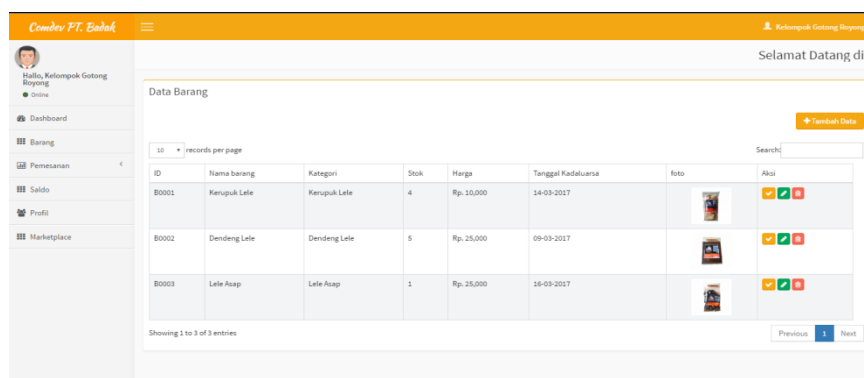 Comdev PT. Badak
Kelompok Gotong Royong
Hallo, Kelompok Gotong
Royong
Online
Selamat Datang di
Dashboard
Barang
Pemesanan
Saldo
Profil
Marketplace
Data Barang
Tambah Data
10 records per page
Search:
ID Nama barang Kategori Stok Harga Tanggal Kadaluarsa foto Aksi
B0001 Kerupuk Lele Kerupuk Lele 4 Rp. 10,000 14-03-2017
B0002 Dendeng Lele Dendeng Lele 5 Rp. 25,000 09-03-2017
B0003 Lele Asap Lele Asap 1 Rp. 25,000 16-03-2017
Showing 1 to 3 of 3 entries
Previous 1 Next